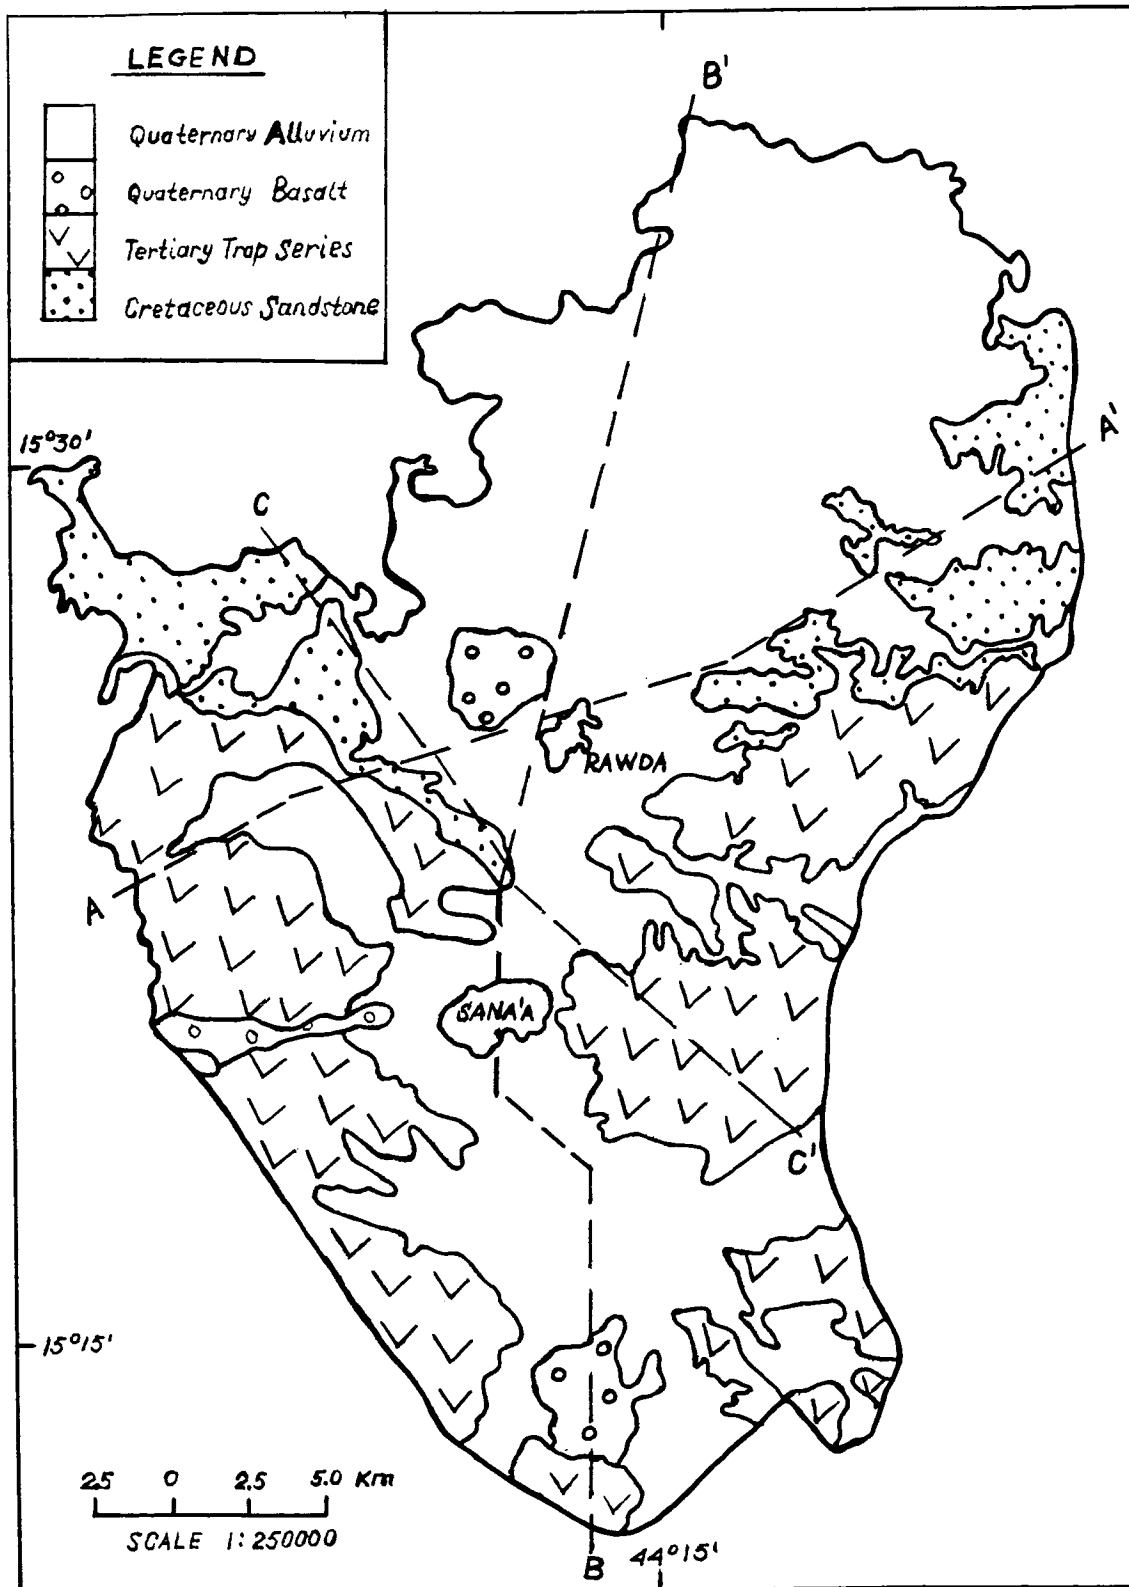 LEGEND
Quaternary Alluvium
Quaternary Basalt
Tertiary Trap Series
Cretaceous Sandstone
B'
15°30'
A'
C
RAWDA
A
SANA'A
C'
15°15'
2.5 0 2.5 5.0 Km
SCALE 1:250000
B
44°15'